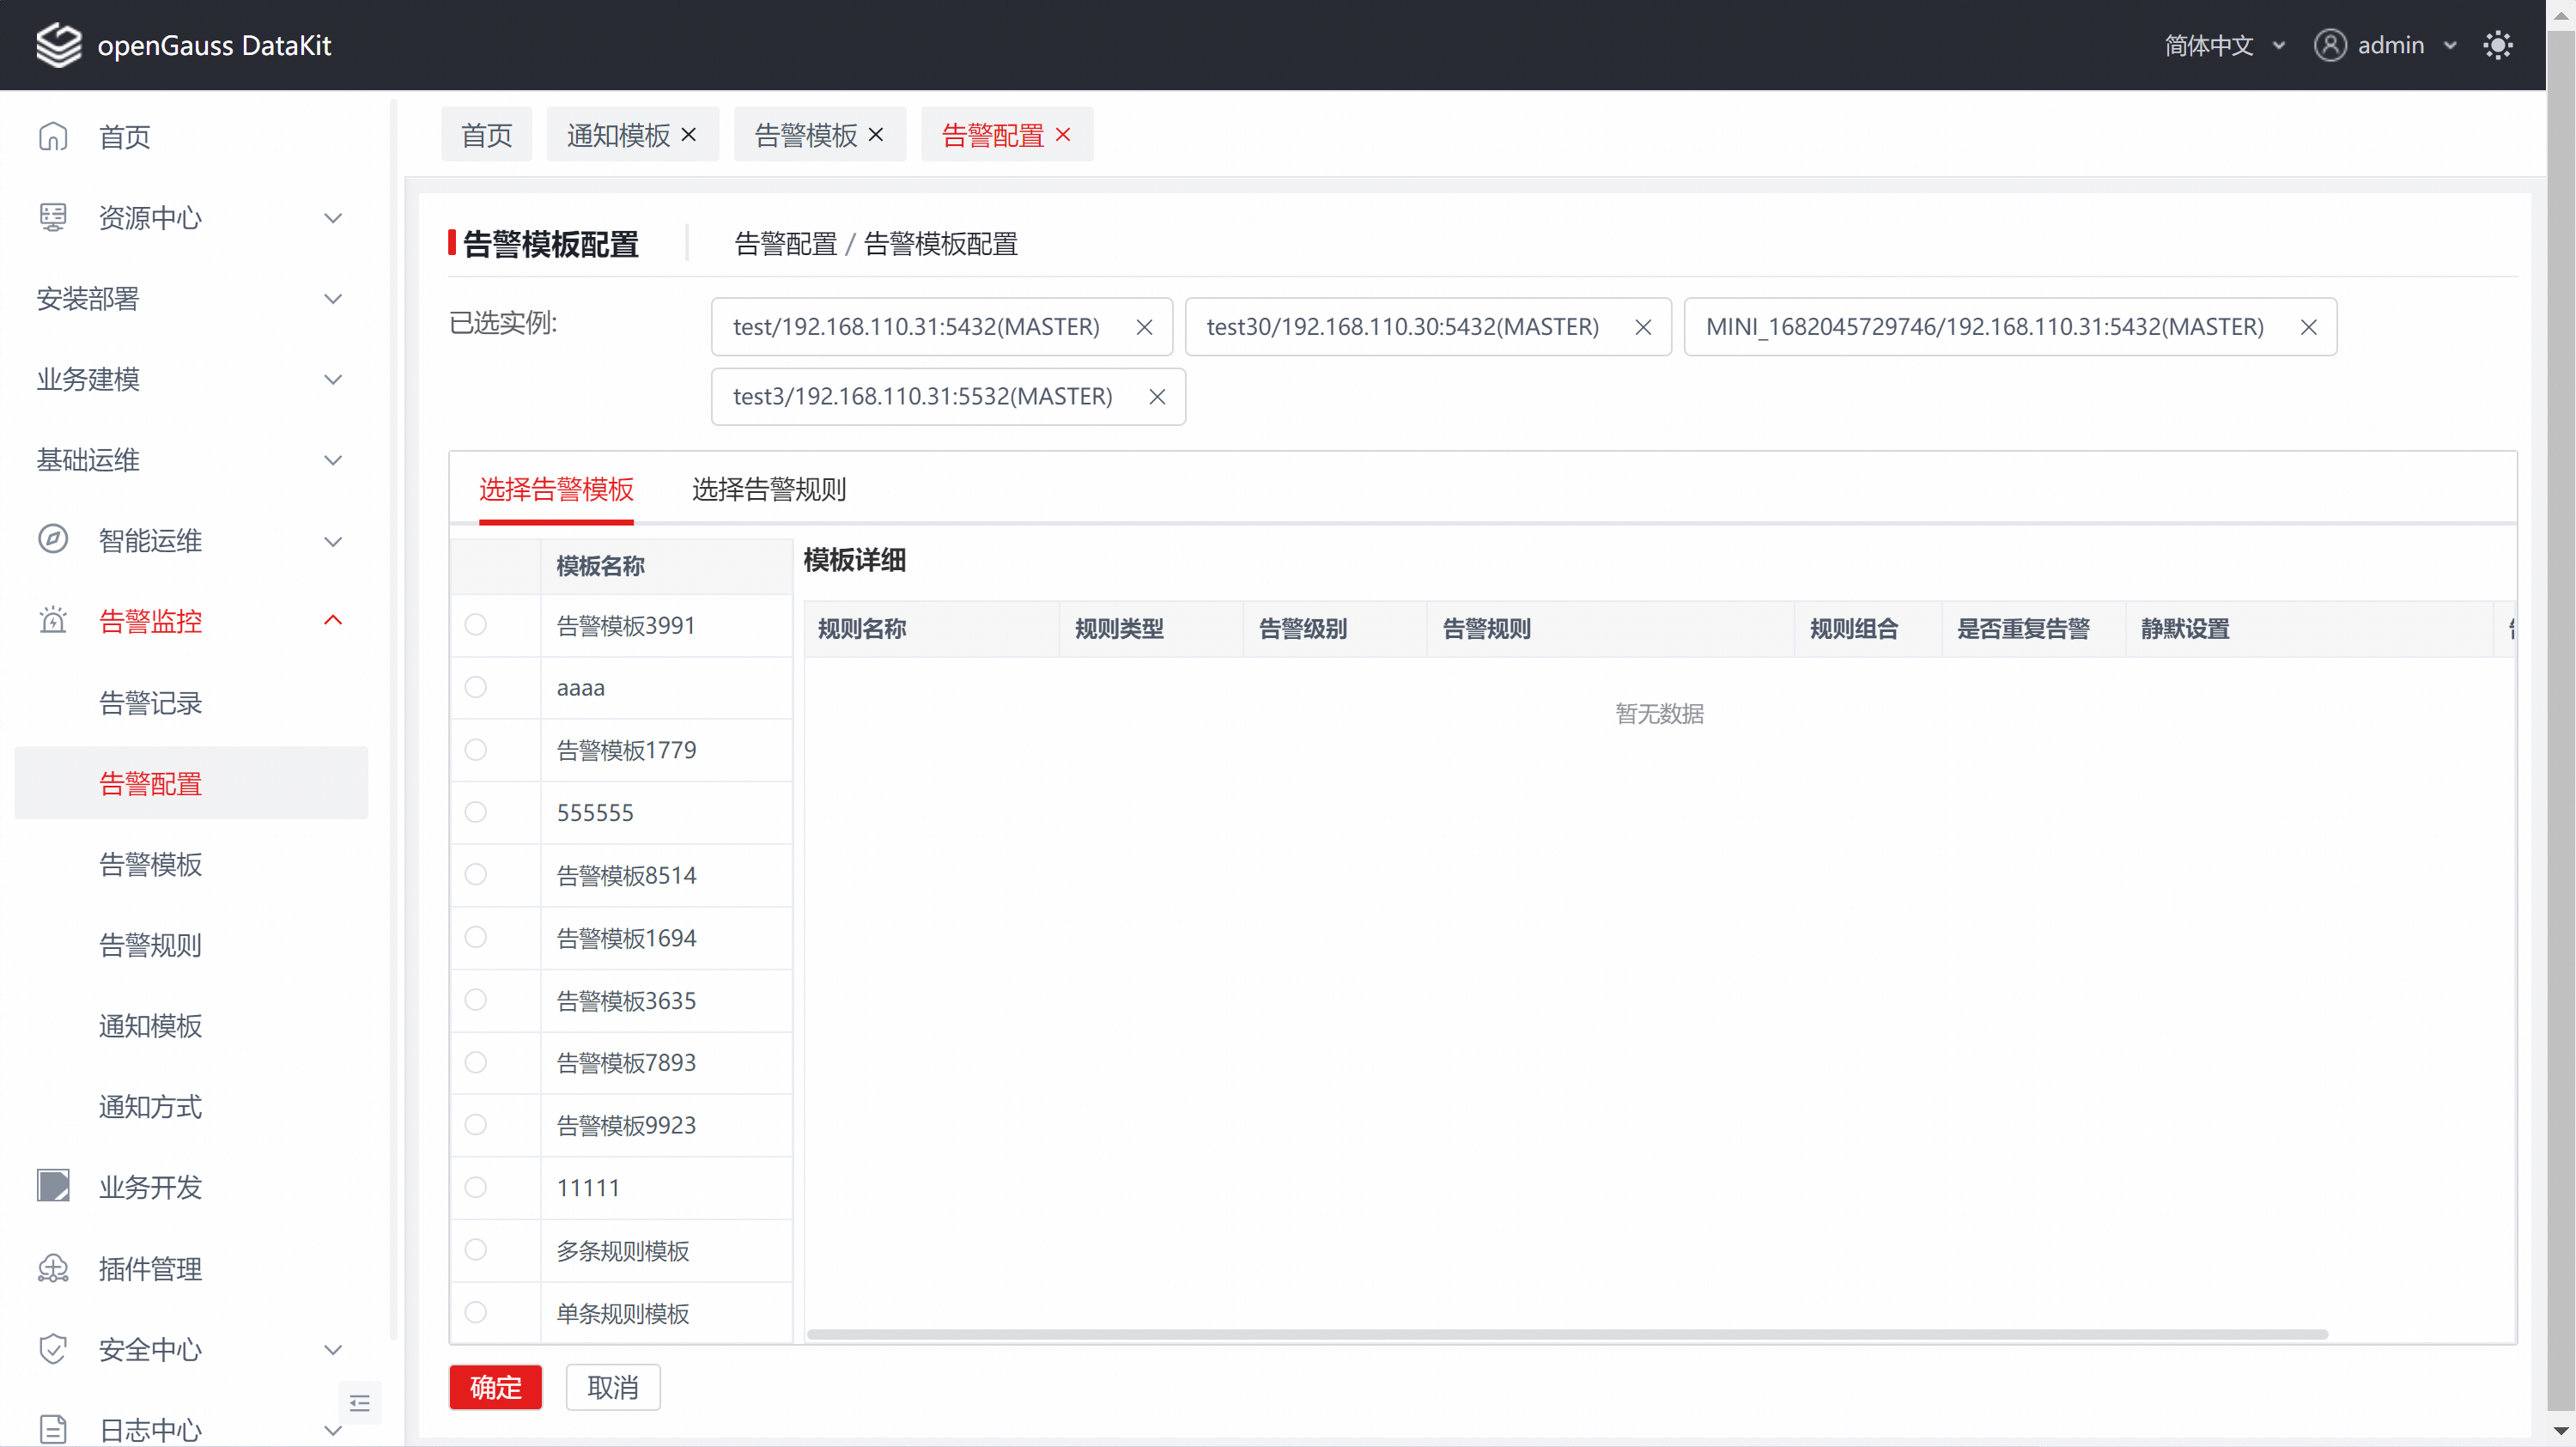 openGauss DataKit
简体中文
admin
首页
资源中心
安装部署
业务建模
基础运维
智能运维
告警监控
告警记录
告警配置
告警模板
告警规则
通知模板
通知方式
业务开发
插件管理
安全中心
日志中心
首页 通知模板 告警模板 告警配置
告警模板配置 告警配置 / 告警模板配置
已选实例:
test/192.168.110.31:5432(MASTER) test30/192.168.110.30:5432(MASTER) MINI_1682045729746/192.168.110.31:5432(MASTER)
test3/192.168.110.31:5532(MASTER)
选择告警模板 选择告警规则
模板名称
告警模板3991
aaaa
告警模板1779
555555
告警模板8514
告警模板1694
告警模板3635
告警模板7893
告警模板9923
11111
多条规则模板
单条规则模板
模板详细
规则名称 规则类型 告警级别 告警规则 规则组合 是否重复告警 静默设置
暂无数据
确定 取消